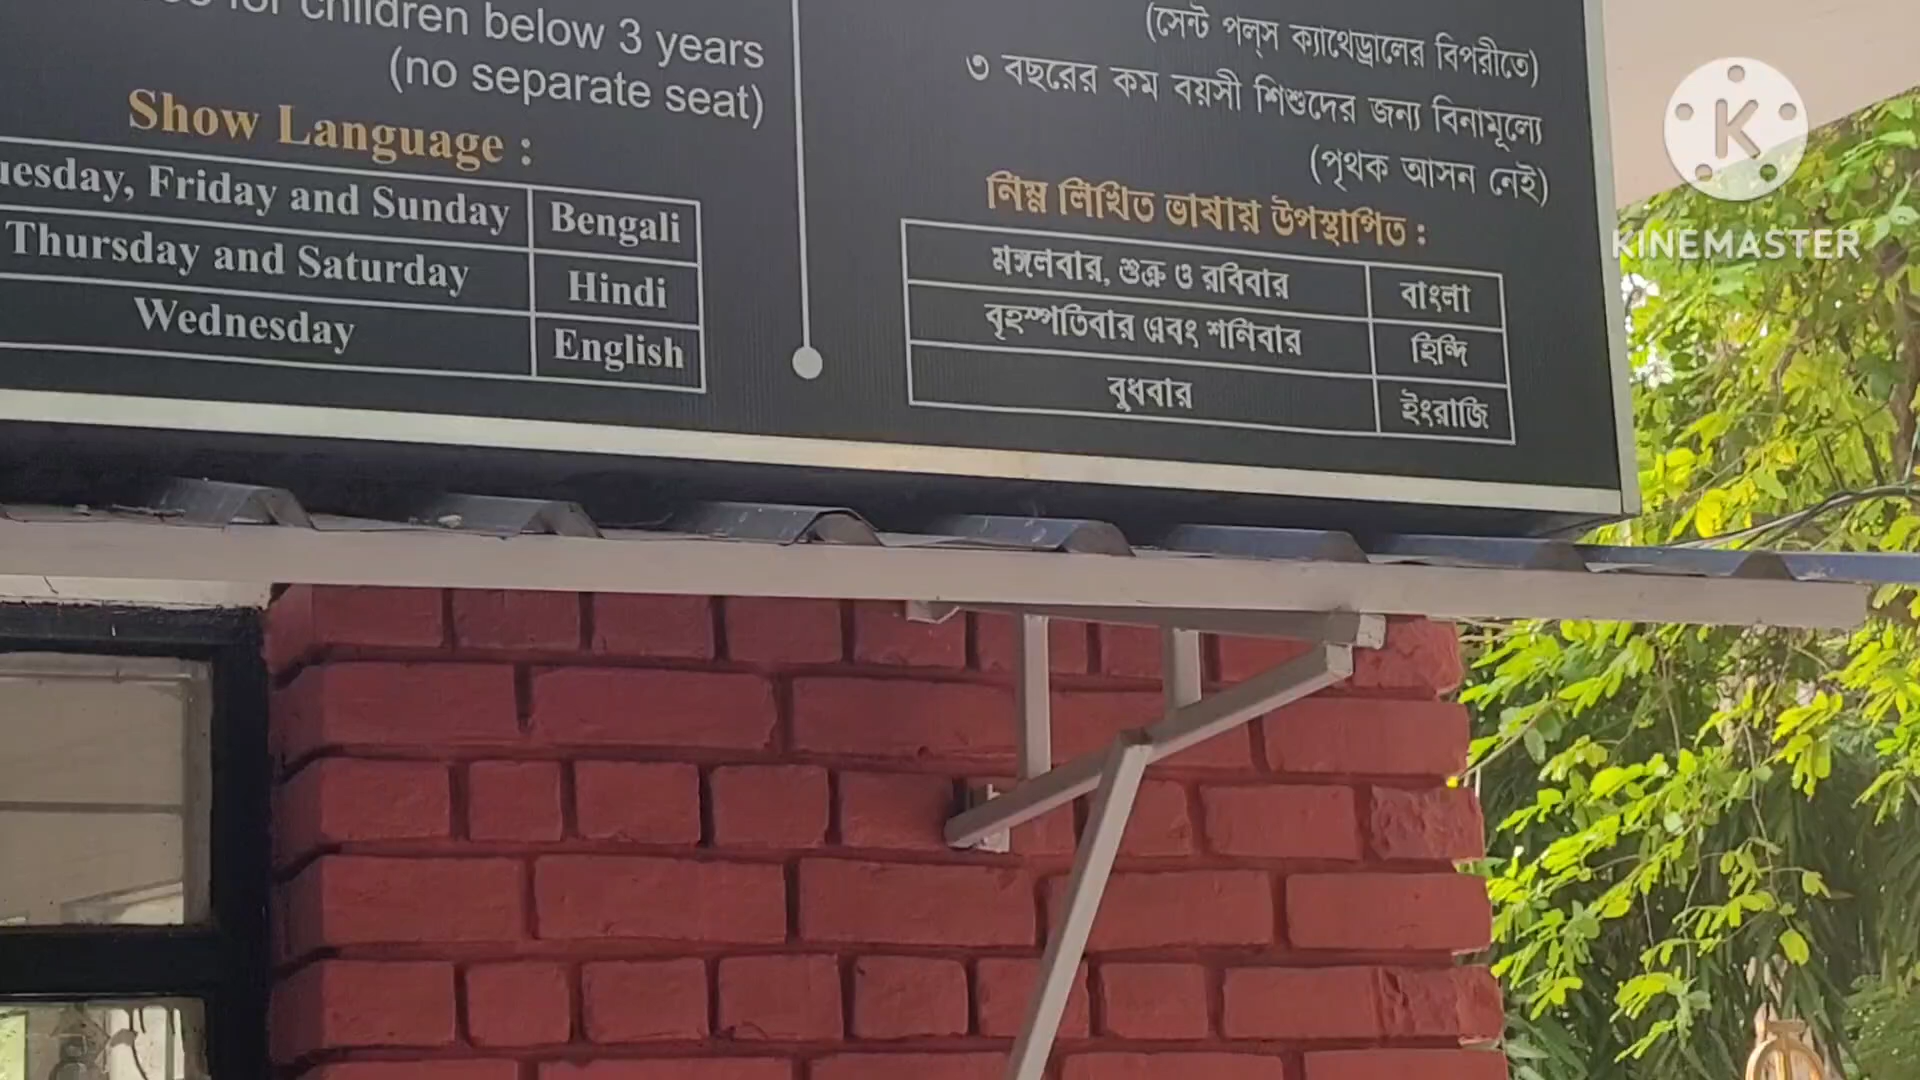 for children below 3 years
(no separate seat)
Show Language :
Tuesday, Friday and Sunday Bengali
Thursday and Saturday Hindi
Wednesday English
(সেন্ট পল্‌স ক্যাথেড্রালের বিপরীতে)
৩ বছরের কম বয়সী শিশুদের জন্য বিনামূল্যে
(পৃথক আসন নেই)
নিম্ন লিখিত ভাষায় উপস্থাপিত :
মঙ্গলবার, শুক্র ও রবিবার বাংলা
বৃহস্পতিবার এবং শনিবার হিন্দি
বুধবার ইংরাজি
K
KINEMASTER